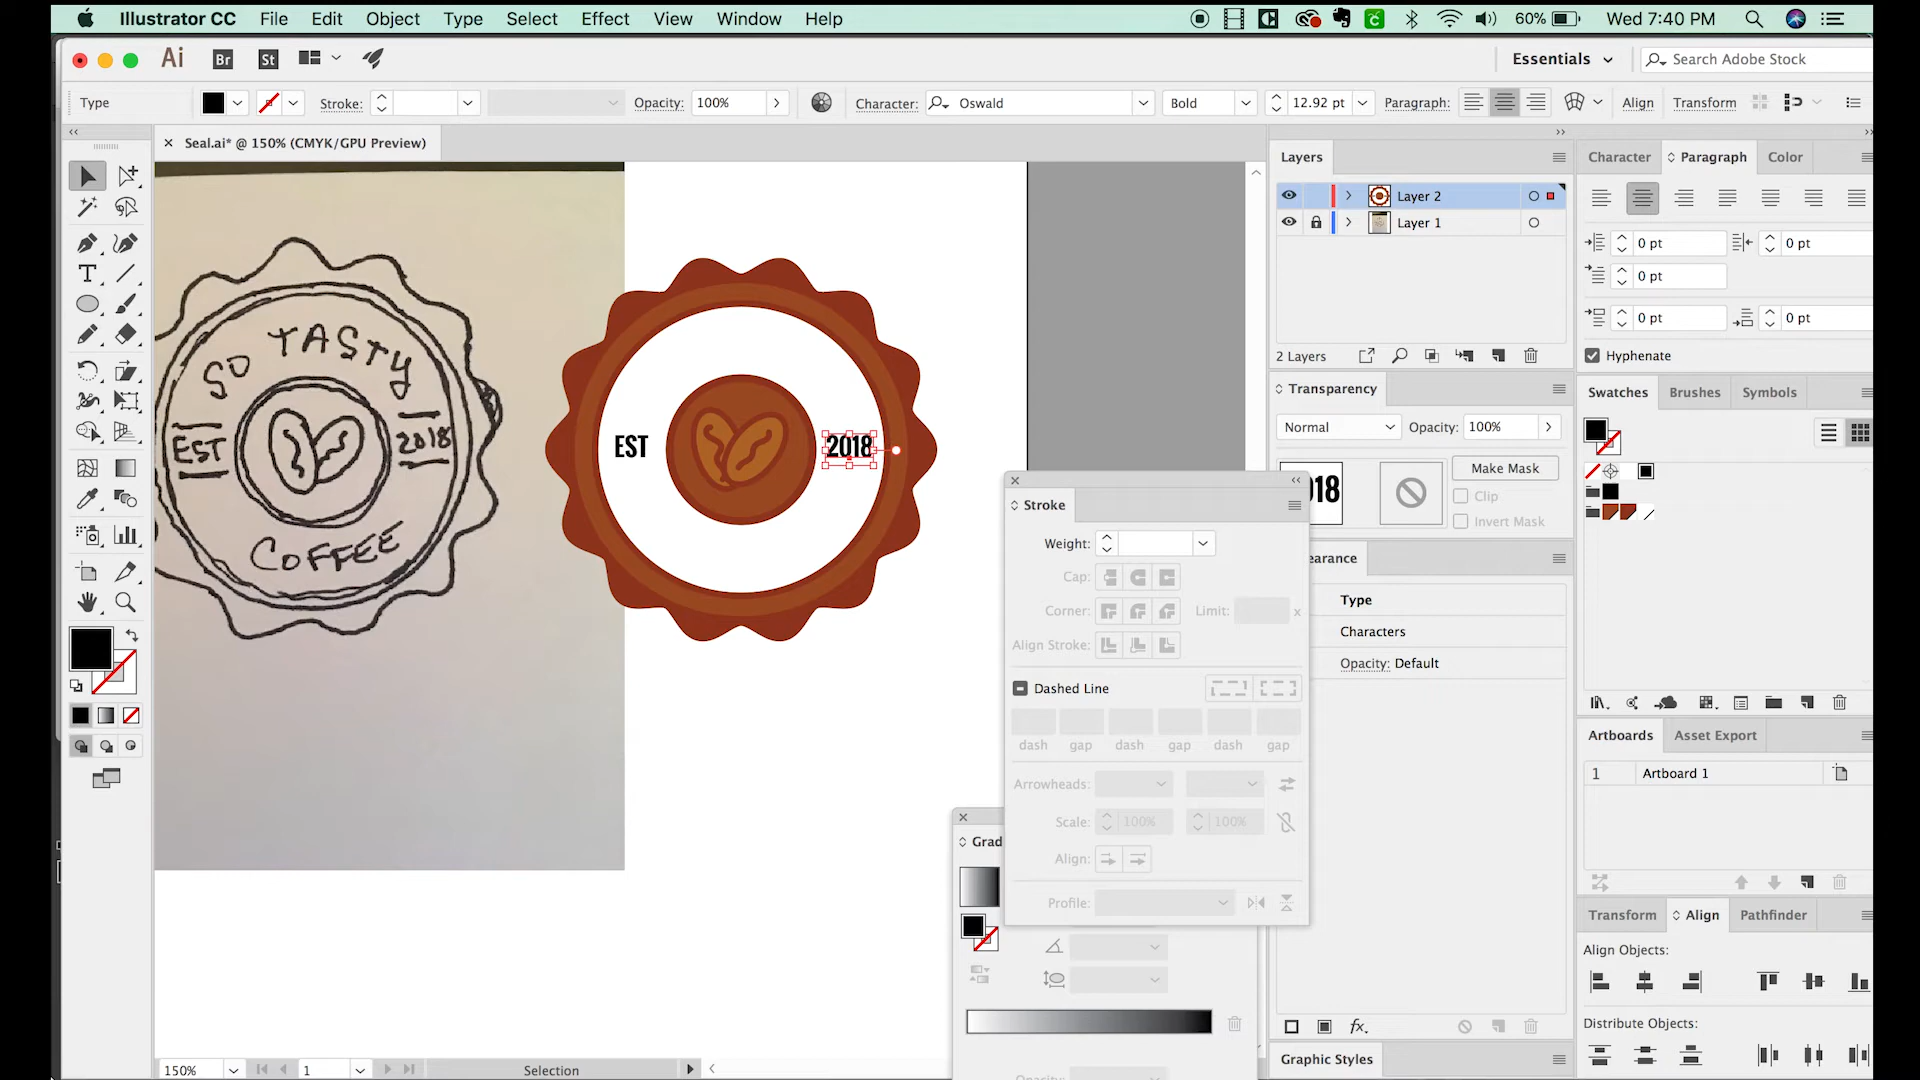 Illustrator CC File Edit Object Type Select Effect View Window Help 60% Wed 7:40 PM
Ai Br St Essentials Search Adobe Stock
Type Stroke: Opacity: 100% Character: Oswald Bold 12.92 pt Paragraph: Align Transform
Seal.ai* @ 150% (CMYK/GPU Preview)
Layers
Layer 2
Layer 1
2 Layers
Character Paragraph Color
0 pt 0 pt
0 pt
0 pt 0 pt
Hyphenate
Swatches Brushes Symbols
Transparency
Normal Opacity: 100%
Make Mask
Clip
Invert Mask
SO TASTY
EST 2018
COFFEE
EST 2018
Stroke
Weight:
Cap:
Corner: Limit: x
Align Stroke:
Dashed Line
dash gap dash gap dash gap
Arrowheads:
Scale: 100% 100%
Align:
Profile:
Grad
earance
Type
Characters
Opacity: Default
Graphic Styles
Artboards Asset Export
1 Artboard 1
Transform Align Pathfinder
Align Objects:
Distribute Objects:
150% 1 Selection